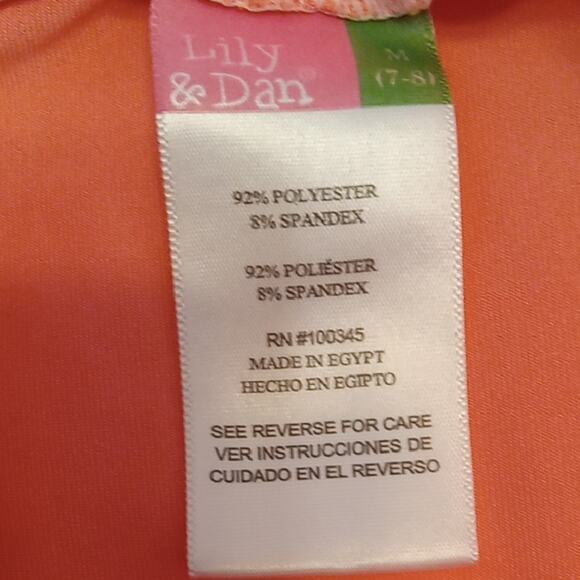 Lily
& Dan®
M
(7-8)
92% POLYESTER
8% SPANDEX
92% POLIÉSTER
8% SPANDEX
RN #100345
MADE IN EGYPT
HECHO EN EGIPTO
SEE REVERSE FOR CARE
VER INSTRUCCIONES DE
CUIDADO EN EL REVERSO